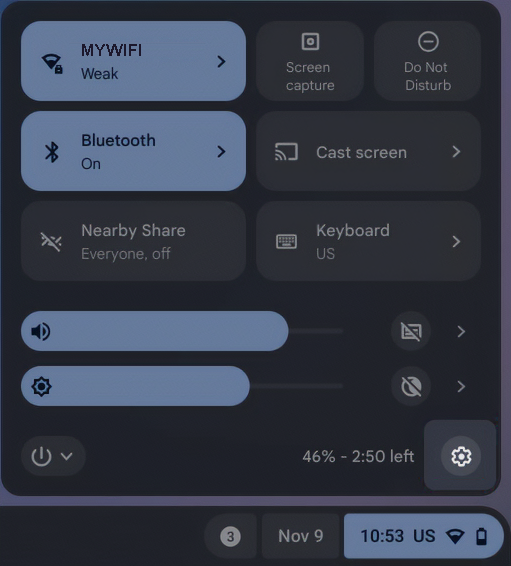 MYWIFI
Weak
Screen
capture
Do Not
Disturb
Bluetooth
On
Cast screen
Nearby Share
Everyone, off
Keyboard
US
46% - 2:50 left
3
Nov 9
10:53 US